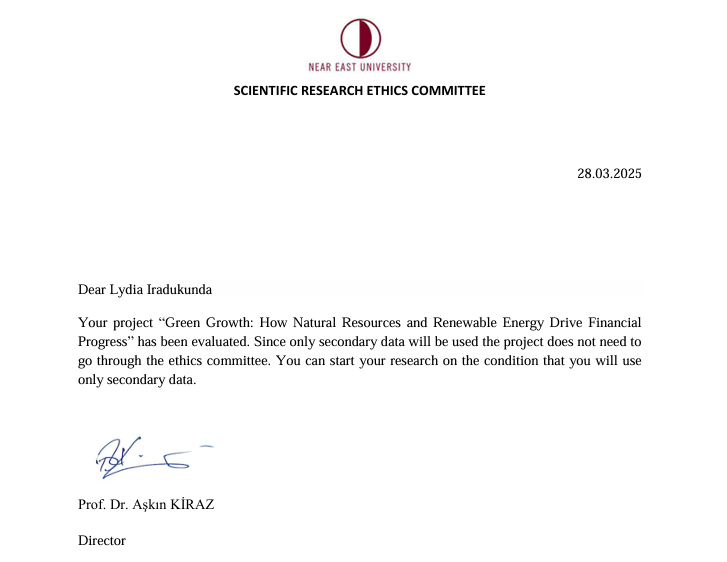 NEAR EAST UNIVERSITY
SCIENTIFIC RESEARCH ETHICS COMMITTEE
28.03.2025
Dear Lydia Iradukunda
Your project “Green Growth: How Natural Resources and Renewable Energy Drive Financial
Progress” has been evaluated. Since only secondary data will be used the project does not need to
go through the ethics committee. You can start your research on the condition that you will use
only secondary data.
Prof. Dr. Aşkın KİRAZ
Director